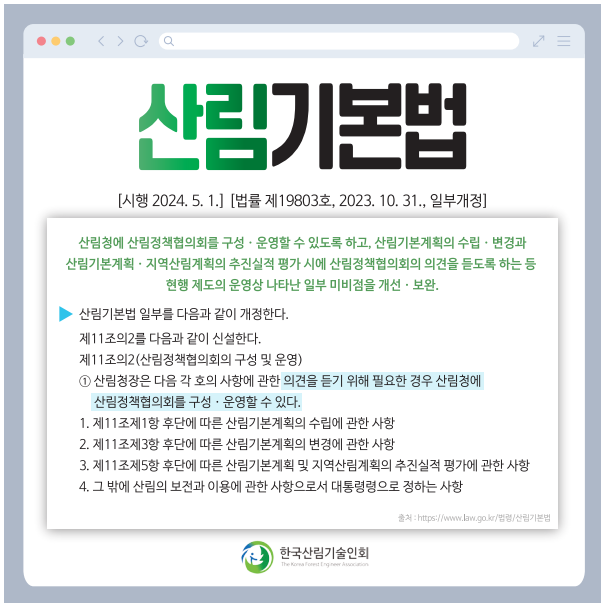 산림기본법
[시행 2024. 5. 1.] [법률 제19803호, 2023. 10. 31., 일부개정]
산림청에 산림정책협의회를 구성 · 운영할 수 있도록 하고, 산림기본계획의 수립 · 변경과
산림기본계획 · 지역산림계획의 추진실적 평가 시에 산림정책협의회의 의견을 듣도록 하는 등
현행 제도의 운영상 나타난 일부 미비점을 개선 · 보완.
산림기본법 일부를 다음과 같이 개정한다.
제11조의2를 다음과 같이 신설한다.
제11조의2(산림정책협의회의 구성 및 운영)
① 산림청장은 다음 각 호의 사항에 관한 의견을 듣기 위해 필요한 경우 산림청에
산림정책협의회를 구성 · 운영할 수 있다.
1. 제11조제1항 후단에 따른 산림기본계획의 수립에 관한 사항
2. 제11조제3항 후단에 따른 산림기본계획의 변경에 관한 사항
3. 제11조제5항 후단에 따른 산림기본계획 및 지역산림계획의 추진실적 평가에 관한 사항
4. 그 밖에 산림의 보전과 이용에 관한 사항으로서 대통령령으로 정하는 사항
출처 : https://www.law.go.kr/법령/산림기본법
한국산림기술인회
The Korea Forest Engineer Associations